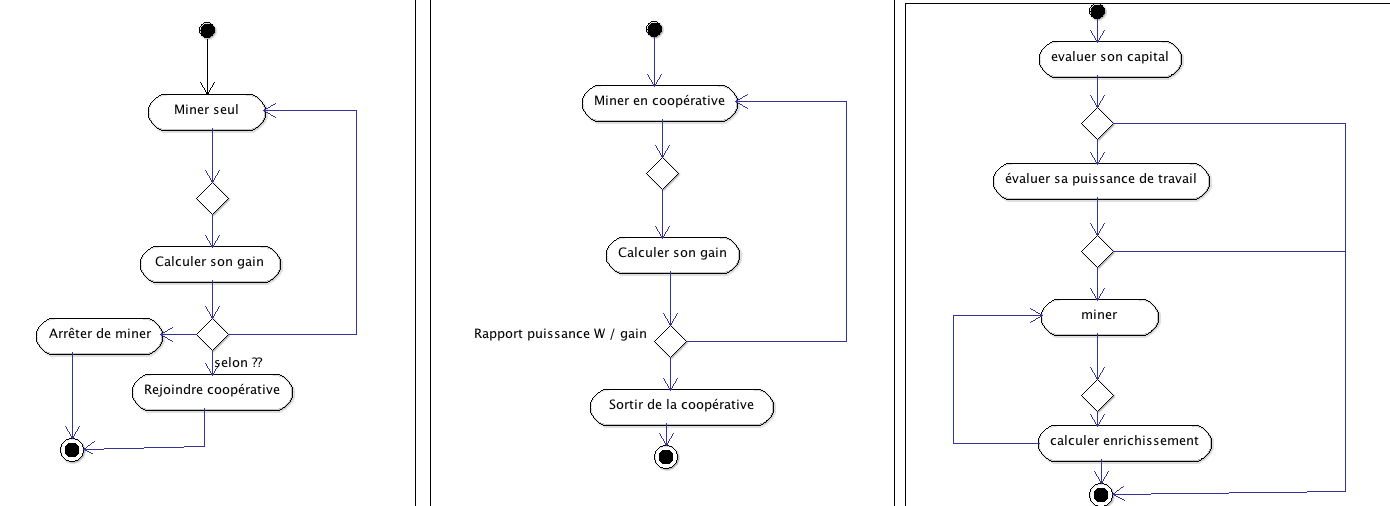 Miner seul
Calculer son gain
Arrêter de miner
selon ??
Rejoindre coopérative
Miner en coopérative
Calculer son gain
Rapport puissance W / gain
Sortir de la coopérative
evaluer son capital
évaluer sa puissance de travail
miner
calculer enrichissement